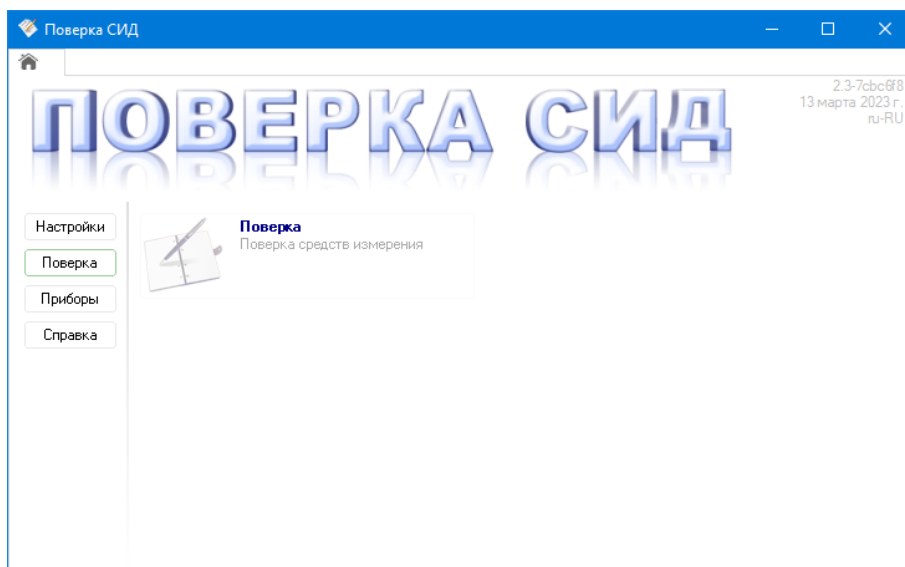 Поверка СИД
ПОВЕРКА СИД
2.3-7cbc6f8
13 марта 2023 г.
ru-RU
Настройки
Поверка
Приборы
Справка
Поверка
Поверка средств измерения